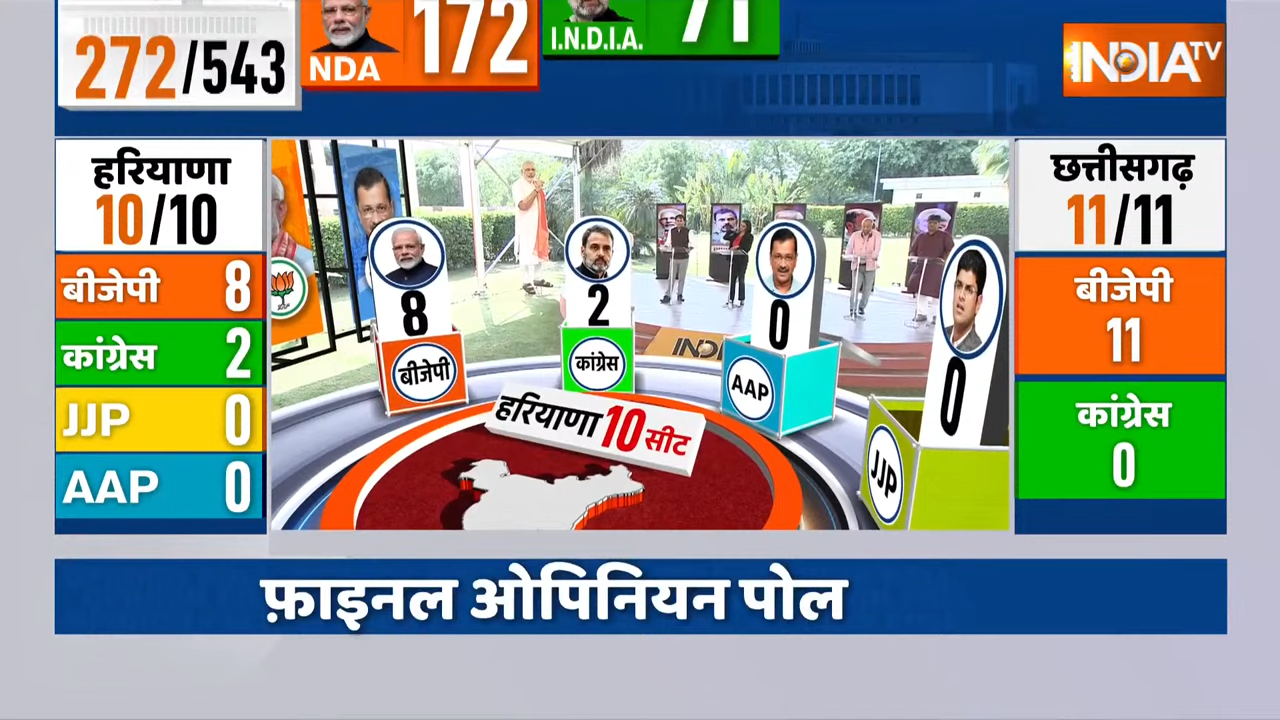 272/543
NDA
172
I.N.D.I.A.
71
INDIA TV
हरियाणा
10/10
बीजेपी 8
कांग्रेस 2
JJP 0
AAP 0
8
बीजेपी
2
कांग्रेस
0
AAP
0
JJP
हरियाणा 10 सीट
छत्तीसगढ़
11/11
बीजेपी
11
कांग्रेस
0
फ़ाइनल ओपिनियन पोल